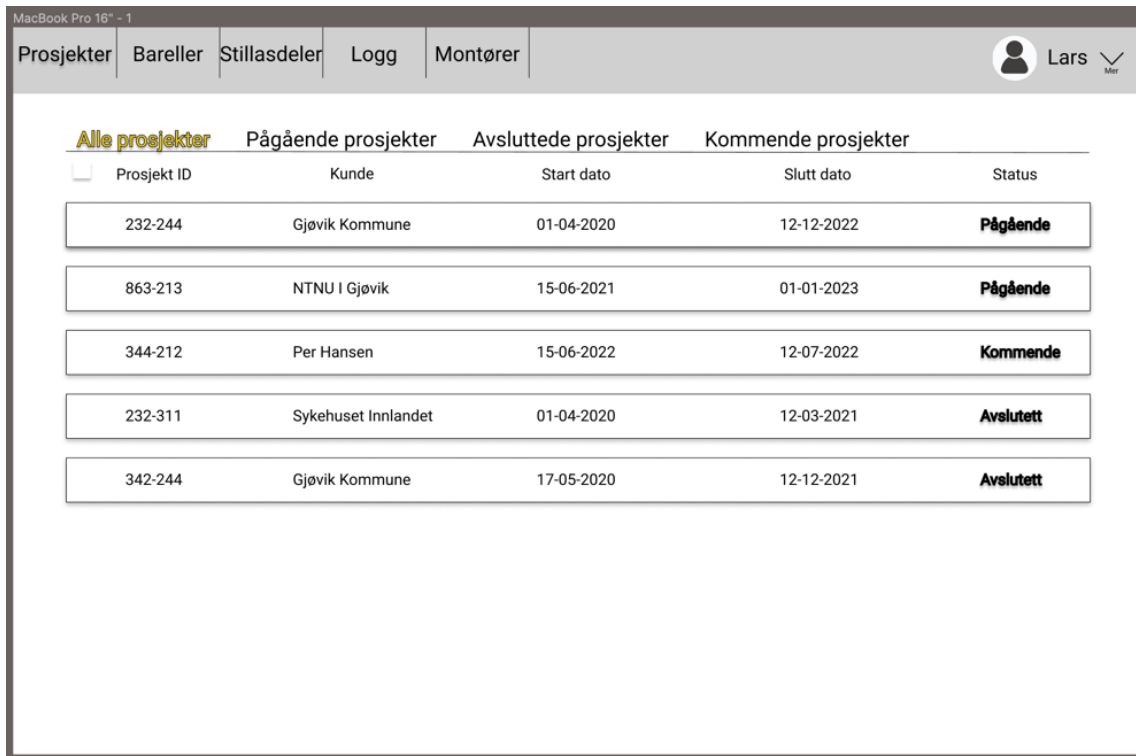 MacBook Pro 16" - 1
Prosjekter Bareller Stillasdeler Logg Montører Lars
Mer
Alle prosjekter Pågående prosjekter Avsluttede prosjekter Kommende prosjekter
Prosjekt ID Kunde Start dato Slutt dato Status
232-244 Gjøvik Kommune 01-04-2020 12-12-2022 Pågående
863-213 NTNU I Gjøvik 15-06-2021 01-01-2023 Pågående
344-212 Per Hansen 15-06-2022 12-07-2022 Kommende
232-311 Sykehuset Innlandet 01-04-2020 12-03-2021 Avslutett
342-244 Gjøvik Kommune 17-05-2020 12-12-2021 Avslutett